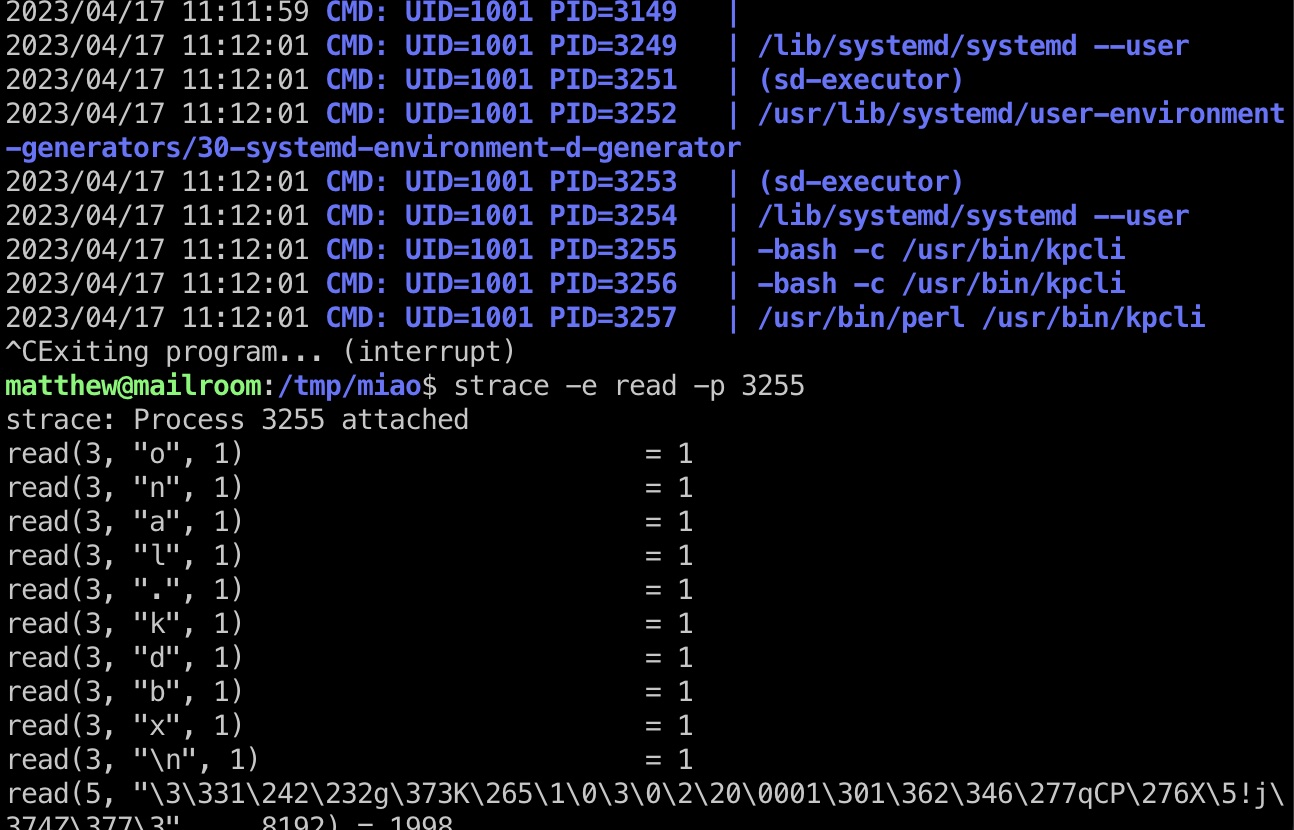 2023/04/17 11:11:59 CMD: UID=1001 PID=3149   |
2023/04/17 11:12:01 CMD: UID=1001 PID=3249   | /lib/systemd/systemd --user
2023/04/17 11:12:01 CMD: UID=1001 PID=3251   | (sd-executor)
2023/04/17 11:12:01 CMD: UID=1001 PID=3252   | /usr/lib/systemd/user-environment
-generators/30-systemd-environment-d-generator
2023/04/17 11:12:01 CMD: UID=1001 PID=3253   | (sd-executor)
2023/04/17 11:12:01 CMD: UID=1001 PID=3254   | /lib/systemd/systemd --user
2023/04/17 11:12:01 CMD: UID=1001 PID=3255   | -bash -c /usr/bin/kpcli
2023/04/17 11:12:01 CMD: UID=1001 PID=3256   | -bash -c /usr/bin/kpcli
2023/04/17 11:12:01 CMD: UID=1001 PID=3257   | /usr/bin/perl /usr/bin/kpcli
^CExiting program... (interrupt)
matthew@mailroom:/tmp/miao$ strace -e read -p 3255
strace: Process 3255 attached
read(3, "o", 1)                         = 1
read(3, "n", 1)                         = 1
read(3, "a", 1)                         = 1
read(3, "l", 1)                         = 1
read(3, ".", 1)                         = 1
read(3, "k", 1)                         = 1
read(3, "d", 1)                         = 1
read(3, "b", 1)                         = 1
read(3, "x", 1)                         = 1
read(3, "\n", 1)                        = 1
read(5, "\3\331\242\232g\373K\265\1\0\3\0\2\20\0001\301\362\346\277qCP\276X\5!j\
374Z\377\3"..., 8192) = 1998